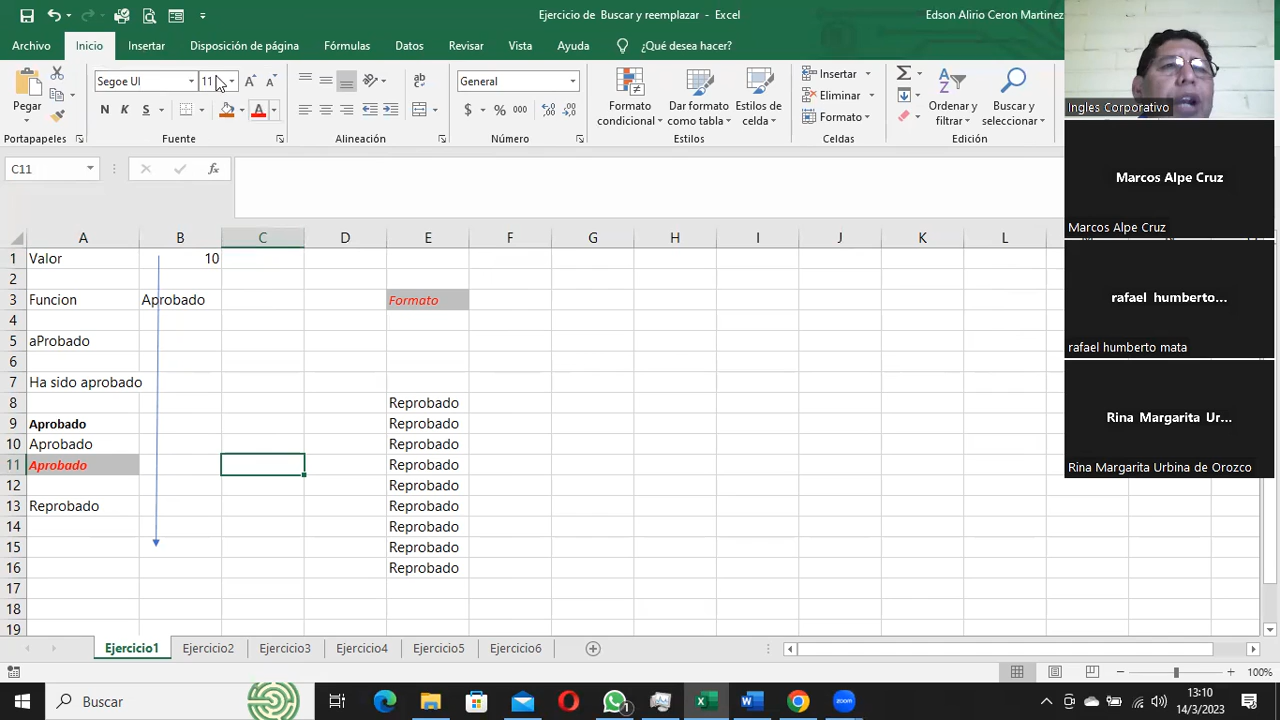 Ejercicio de Buscar y reemplazar - Excel
Edson Alirio Ceron Martinez
Archivo Inicio Insertar Disposición de página Fórmulas Datos Revisar Vista Ayuda ¿Qué desea hacer?
Segoe UI 11
General
Insertar
Eliminar
Formato
Pegar
N K S
$ % 000
Formato condicional
Dar formato como tabla
Estilos de celda
Ordenar y filtrar
Buscar y seleccionar
Portapapeles Fuente Alineación Número Estilos Celdas Edición
C11
fx
A B C D E F G H I J K L
1 Valor 10
2
3 Funcion Aprobado Formato
4
5 aProbado
6
7 Ha sido aprobado
8 Reprobado
9 Aprobado Reprobado
10 Aprobado Reprobado
11 Aprobado Reprobado
12 Reprobado
13 Reprobado Reprobado
14 Reprobado
15 Reprobado
16 Reprobado
17
18
19
Ejercicio1 Ejercicio2 Ejercicio3 Ejercicio4 Ejercicio5 Ejercicio6
100%
Buscar
1
zoom
13:10
14/3/2023
Ingles Corporativo
Marcos Alpe Cruz
Marcos Alpe Cruz
rafael humberto...
rafael humberto mata
Rina Margarita Ur...
Rina Margarita Urbina de Orozco